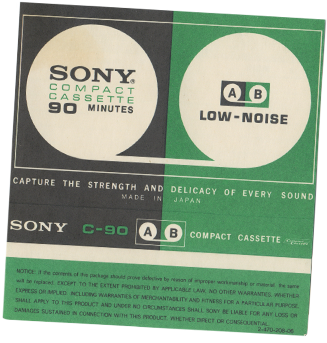 SONY®
COMPACT
CASSETTE
90 MINUTES
A B
LOW-NOISE
CAPTURE THE STRENGTH AND DELICACY OF EVERY SOUND
MADE IN JAPAN
SONY C-90 A B COMPACT CASSETTE
NOTICE: If the contents of this package should prove defective by reason of improper workmanship or material, the same
will be replaced. EXCEPT TO THE EXTENT PROHIBITED BY APPLICABLE LAW, NO OTHER WARRANTIES, WHETHER
EXPRESS OR IMPLIED, INCLUDING WARRANTIES OF MERCHANTABILITY AND FITNESS FOR A PARTICULAR PURPOSE,
SHALL APPLY TO THIS PRODUCT AND UNDER NO CIRCUMSTANCES SHALL SONY BE LIABLE FOR ANY LOSS OR
DAMAGES SUSTAINED IN CONNECTION WITH THIS PRODUCT, WHETHER DIRECT OR CONSEQUENTIAL.